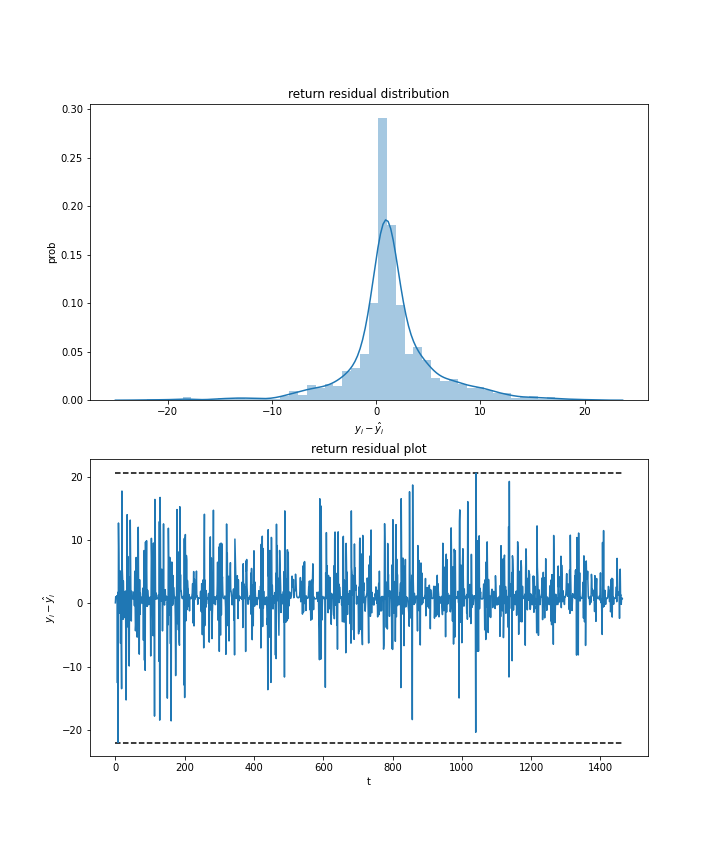 return residual distribution
0.30
0.25
0.20
0.15
0.10
0.05
0.00
prob
−20 −10 0 10 20
$y_i - \hat{y}_i$
return residual plot
20
10
0
−10
−20
$y_i - \hat{y}_i$
0 200 400 600 800 1000 1200 1400
t